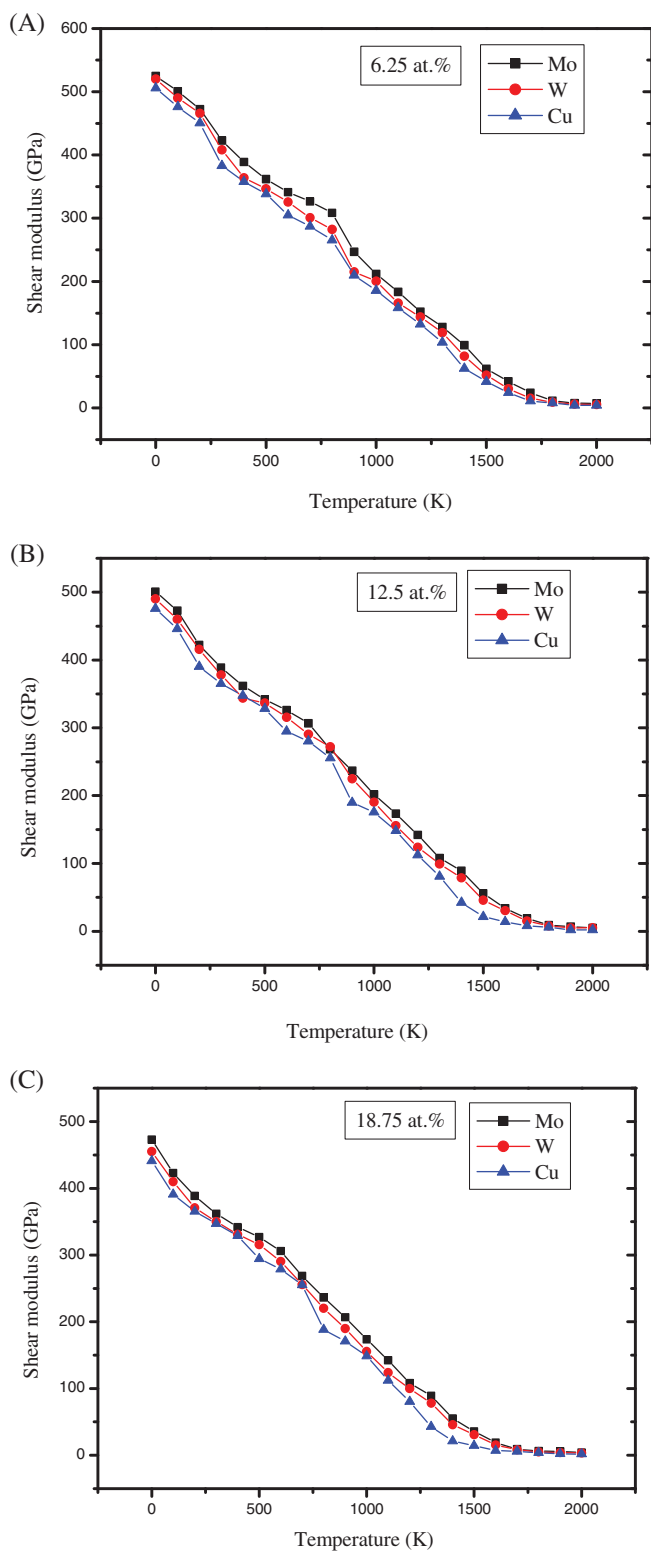 (A)
600
500
400
300
200
100
0
Shear modulus (GPa)
6.25 at.%
Mo
W
Cu
0 500 1000 1500 2000
Temperature (K)
(B)
500
400
300
200
100
0
Shear modulus (GPa)
12.5 at.%
Mo
W
Cu
0 500 1000 1500 2000
Temperature (K)
(C)
500
400
300
200
100
0
Shear modulus (GPa)
18.75 at.%
Mo
W
Cu
0 500 1000 1500 2000
Temperature (K)